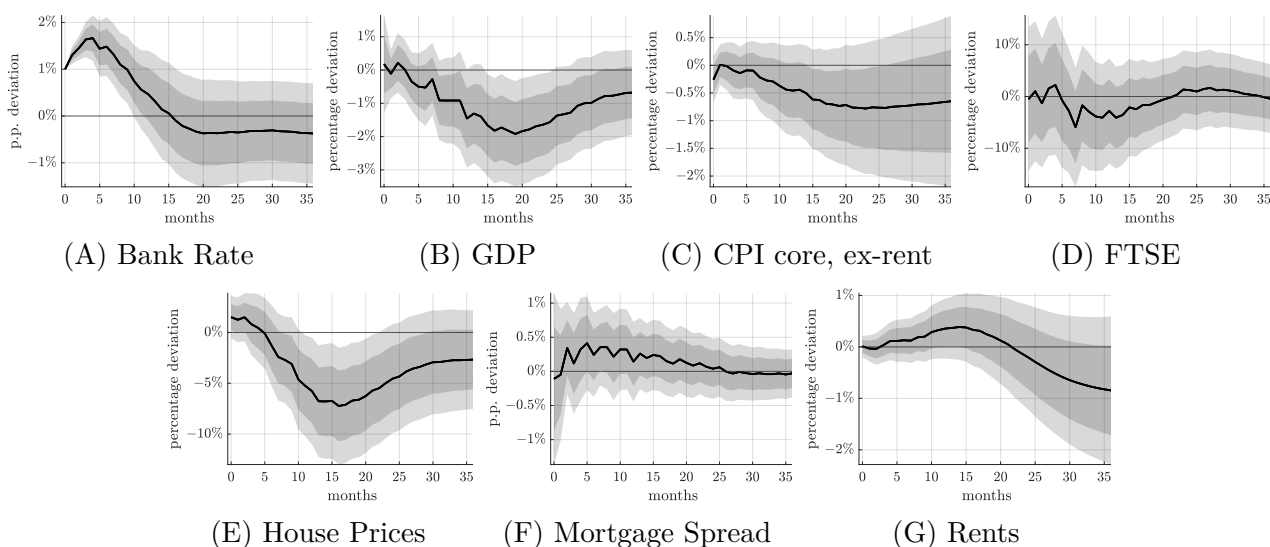 2%
1%
0%
−1%
p.p. deviation
0 5 10 15 20 25 30 35
months
(A) Bank Rate
1%
0%
−1%
−2%
−3%
percentage deviation
0 5 10 15 20 25 30 35
months
(B) GDP
0.5%
0%
−0.5%
−1%
−1.5%
−2%
percentage deviation
0 5 10 15 20 25 30 35
months
(C) CPI core, ex-rent
10%
0%
−10%
percentage deviation
0 5 10 15 20 25 30 35
months
(D) FTSE
0%
−5%
−10%
percentage deviation
0 5 10 15 20 25 30 35
months
(E) House Prices
1%
0.5%
0%
−0.5%
−1%
p.p. deviation
0 5 10 15 20 25 30 35
months
(F) Mortgage Spread
1%
0%
−1%
−2%
percentage deviation
0 5 10 15 20 25 30 35
months
(G) Rents